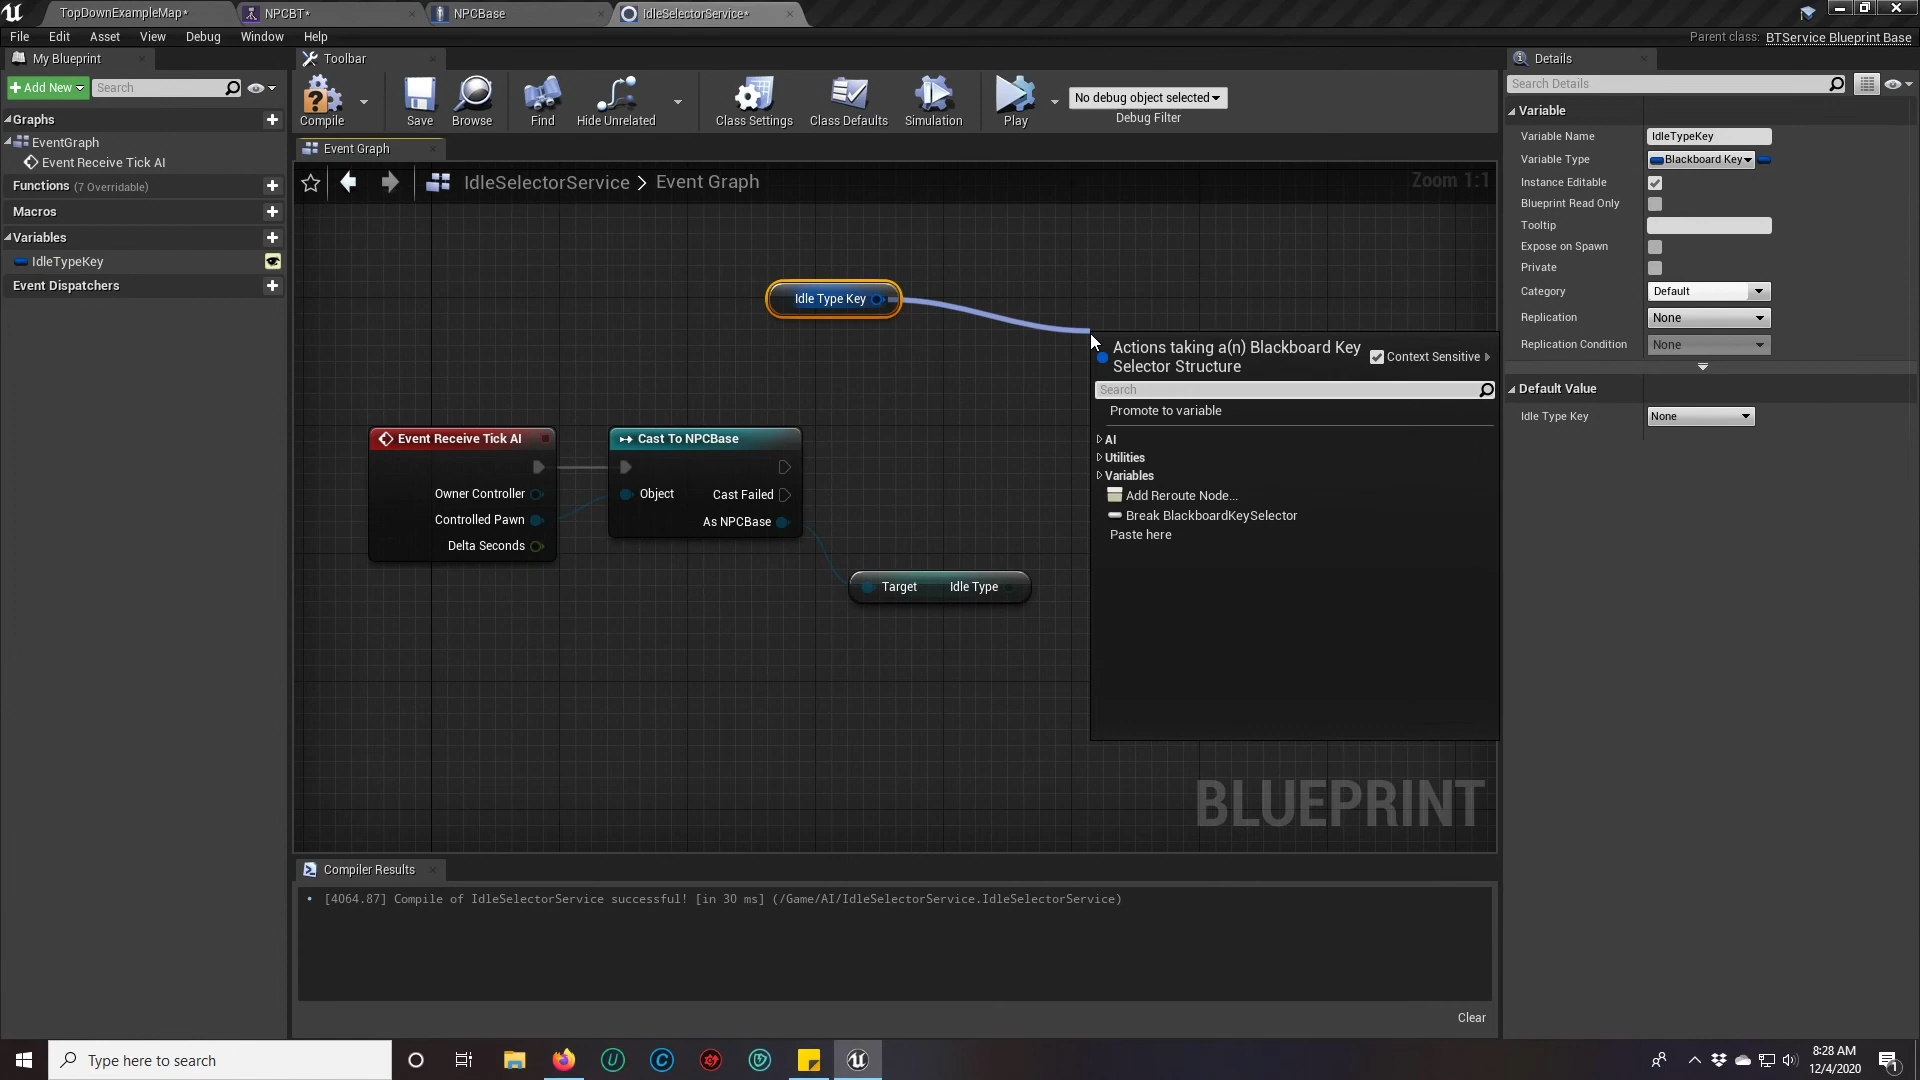 TopDownExampleMap*
NPCBT*
NPCBase
IdleSelectorService*
File Edit Asset View Debug Window Help
Parent class: BTService Blueprint Base
My Blueprint
Toolbar
Details
Add New
Search
Compile
Save
Browse
Find
Hide Unrelated
Class Settings
Class Defaults
Simulation
Play
No debug object selected
Debug Filter
Search Details
Graphs
EventGraph
Event Receive Tick AI
Functions (7 Overridable)
Macros
Variables
IdleTypeKey
Event Dispatchers
Event Graph
IdleSelectorService > Event Graph
Zoom 1:1
Idle Type Key
Event Receive Tick AI
Owner Controller
Controlled Pawn
Delta Seconds
Cast To NPCBase
Object
Cast Failed
As NPCBase
Target Idle Type
Actions taking a(n) Blackboard Key
Selector Structure
Context Sensitive
Search
Promote to variable
AI
Utilities
Variables
Add Reroute Node...
Break BlackboardKeySelector
Paste here
BLUEPRINT
Variable
Variable Name IdleTypeKey
Variable Type Blackboard Key
Instance Editable
Blueprint Read Only
Tooltip
Expose on Spawn
Private
Category Default
Replication None
Replication Condition None
Default Value
Idle Type Key None
Compiler Results
[4064.87] Compile of IdleSelectorService successful! [in 30 ms] (/Game/AI/IdleSelectorService.IdleSelectorService)
Clear
Type here to search
8:28 AM
12/4/2020
1